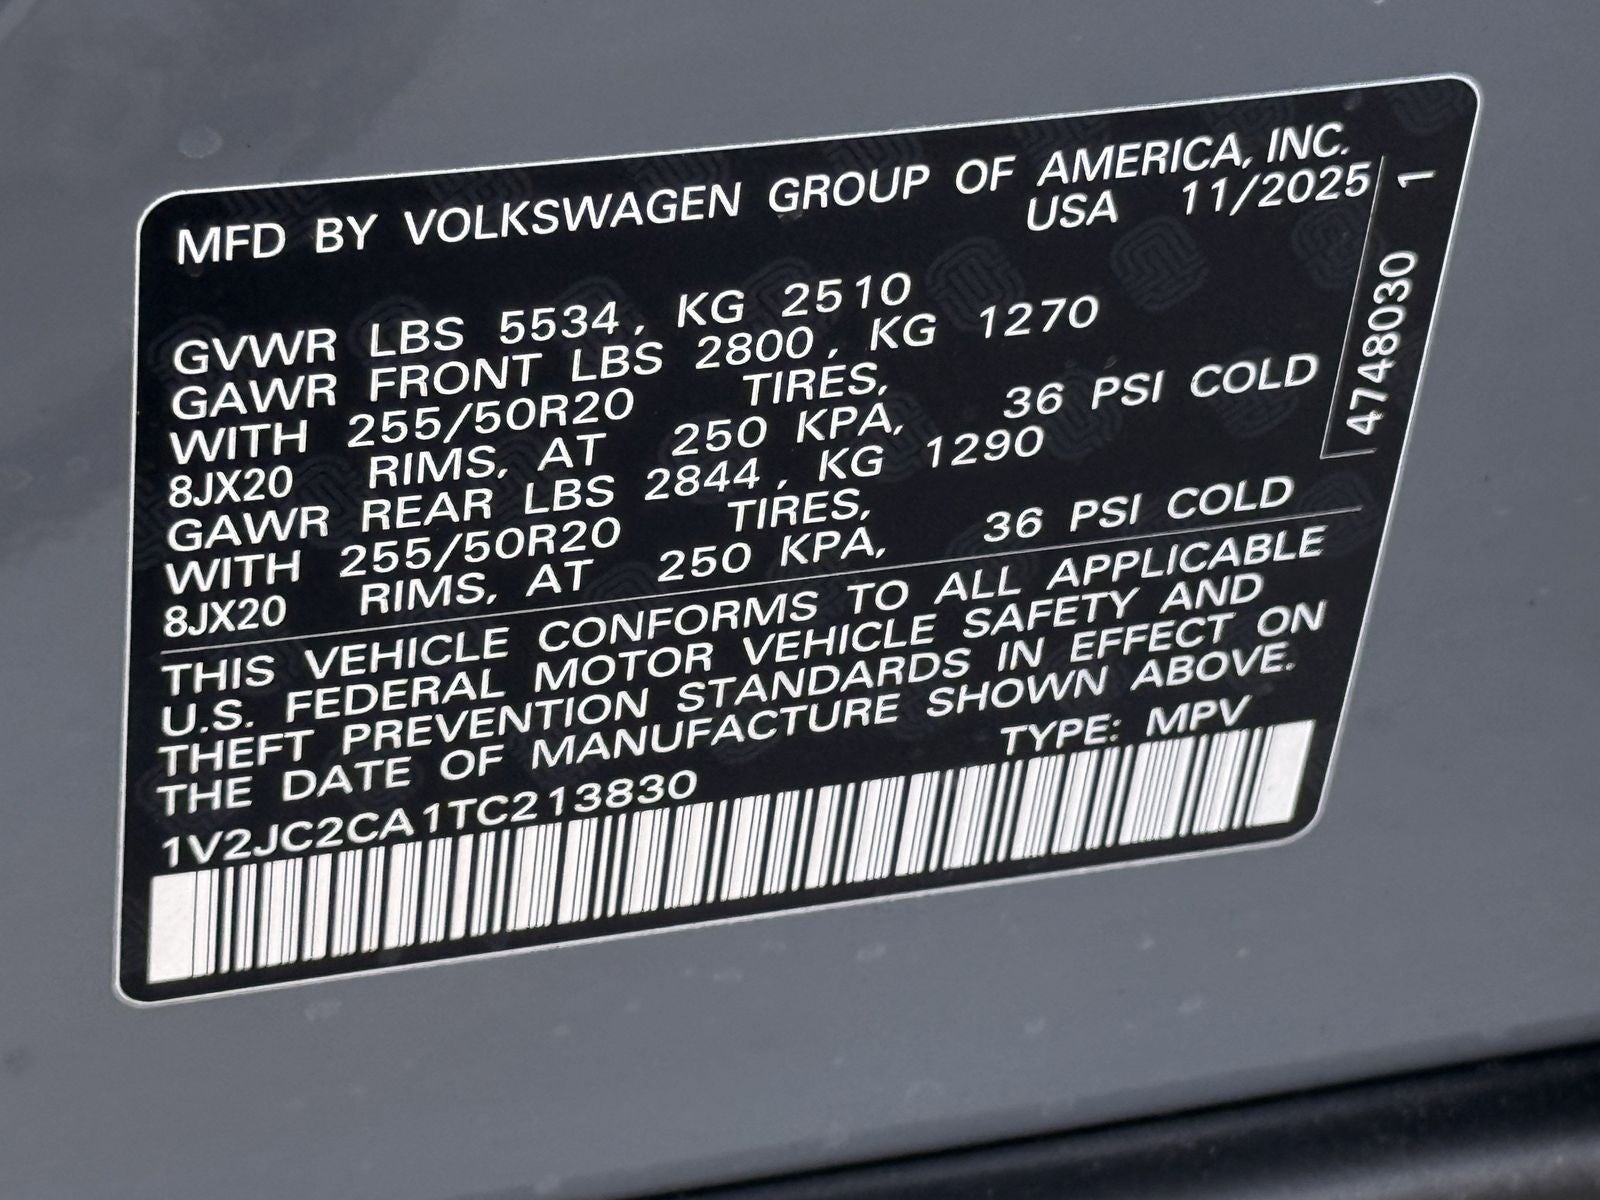 MFD BY VOLKSWAGEN GROUP OF AMERICA, INC.
USA 11/2025
GVWR LBS 5534, KG 2510
GAWR FRONT LBS 2800, KG 1270
WITH 255/50R20 TIRES,
8JX20 RIMS, AT 250 KPA, 36 PSI COLD
GAWR REAR LBS 2844, KG 1290
WITH 255/50R20 TIRES,
8JX20 RIMS, AT 250 KPA, 36 PSI COLD
THIS VEHICLE CONFORMS TO ALL APPLICABLE
U.S. FEDERAL MOTOR VEHICLE SAFETY AND
THEFT PREVENTION STANDARDS IN EFFECT ON
THE DATE OF MANUFACTURE SHOWN ABOVE.
TYPE: MPV
1V2JC2CA1TC213830
4748030 1